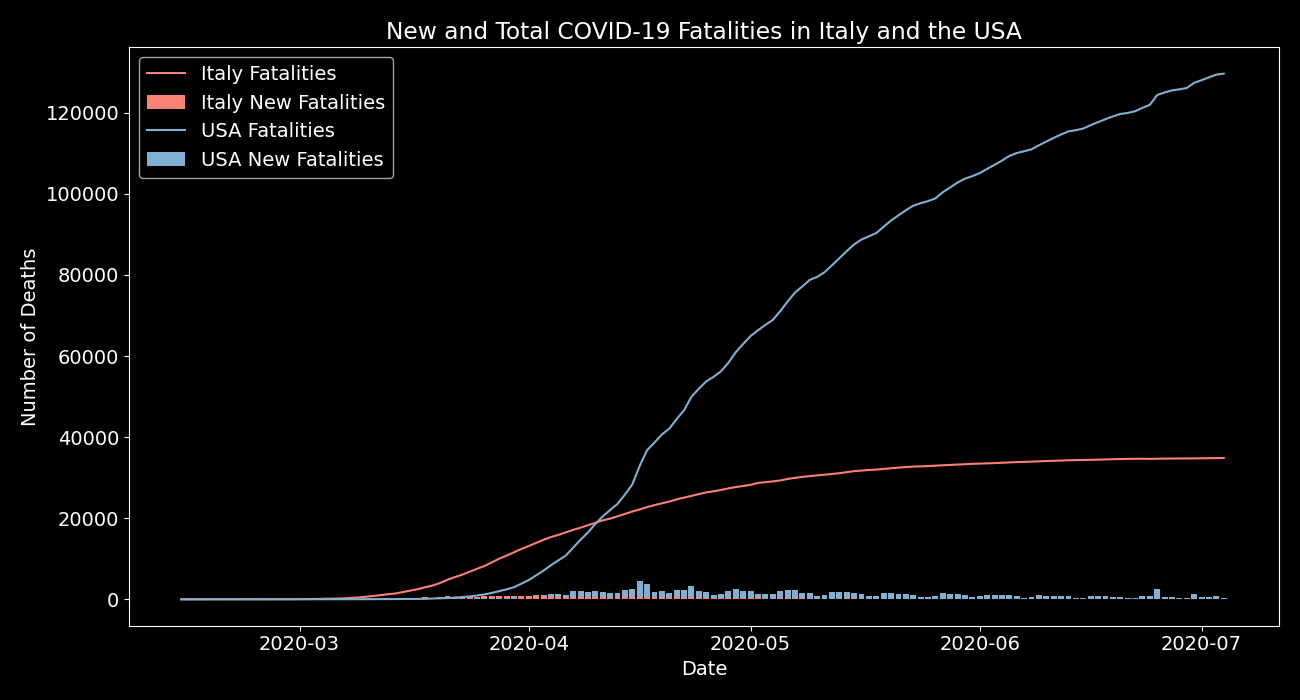 New and Total COVID-19 Fatalities in Italy and the USA
Italy Fatalities
Italy New Fatalities
USA Fatalities
USA New Fatalities
Number of Deaths
120000
100000
80000
60000
40000
20000
0
2020-03
2020-04
2020-05
2020-06
2020-07
Date